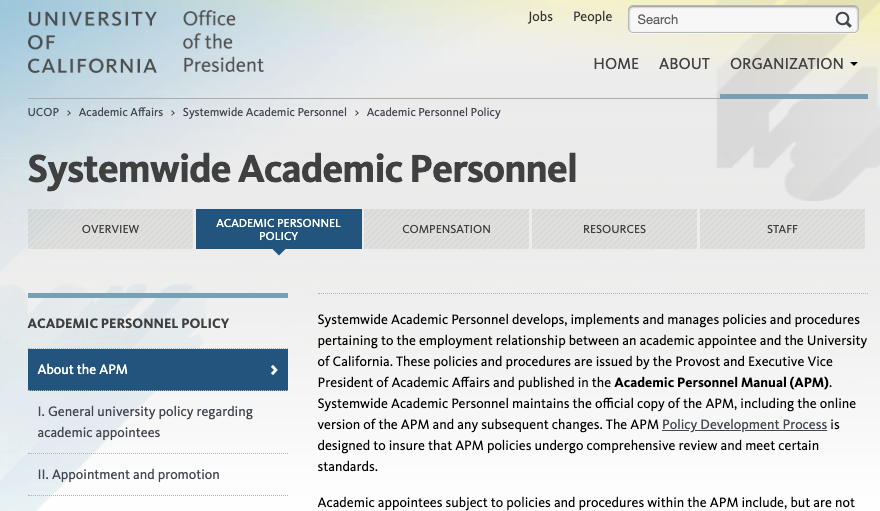 UNIVERSITY
OF
CALIFORNIA
Office
of the
President
Jobs
People
Search
HOME
ABOUT
ORGANIZATION
UCOP › Academic Affairs › Systemwide Academic Personnel › Academic Personnel Policy
Systemwide Academic Personnel
OVERVIEW
ACADEMIC PERSONNEL
POLICY
COMPENSATION
RESOURCES
STAFF
ACADEMIC PERSONNEL POLICY
About the APM
I. General university policy regarding
academic appointees
II. Appointment and promotion
Systemwide Academic Personnel develops, implements and manages policies and procedures
pertaining to the employment relationship between an academic appointee and the University
of California. These policies and procedures are issued by the Provost and Executive Vice
President of Academic Affairs and published in the Academic Personnel Manual (APM).
Systemwide Academic Personnel maintains the official copy of the APM, including the online
version of the APM and any subsequent changes. The APM Policy Development Process is
designed to insure that APM policies undergo comprehensive review and meet certain
standards.
Academic appointees subject to policies and procedures within the APM include, but are not